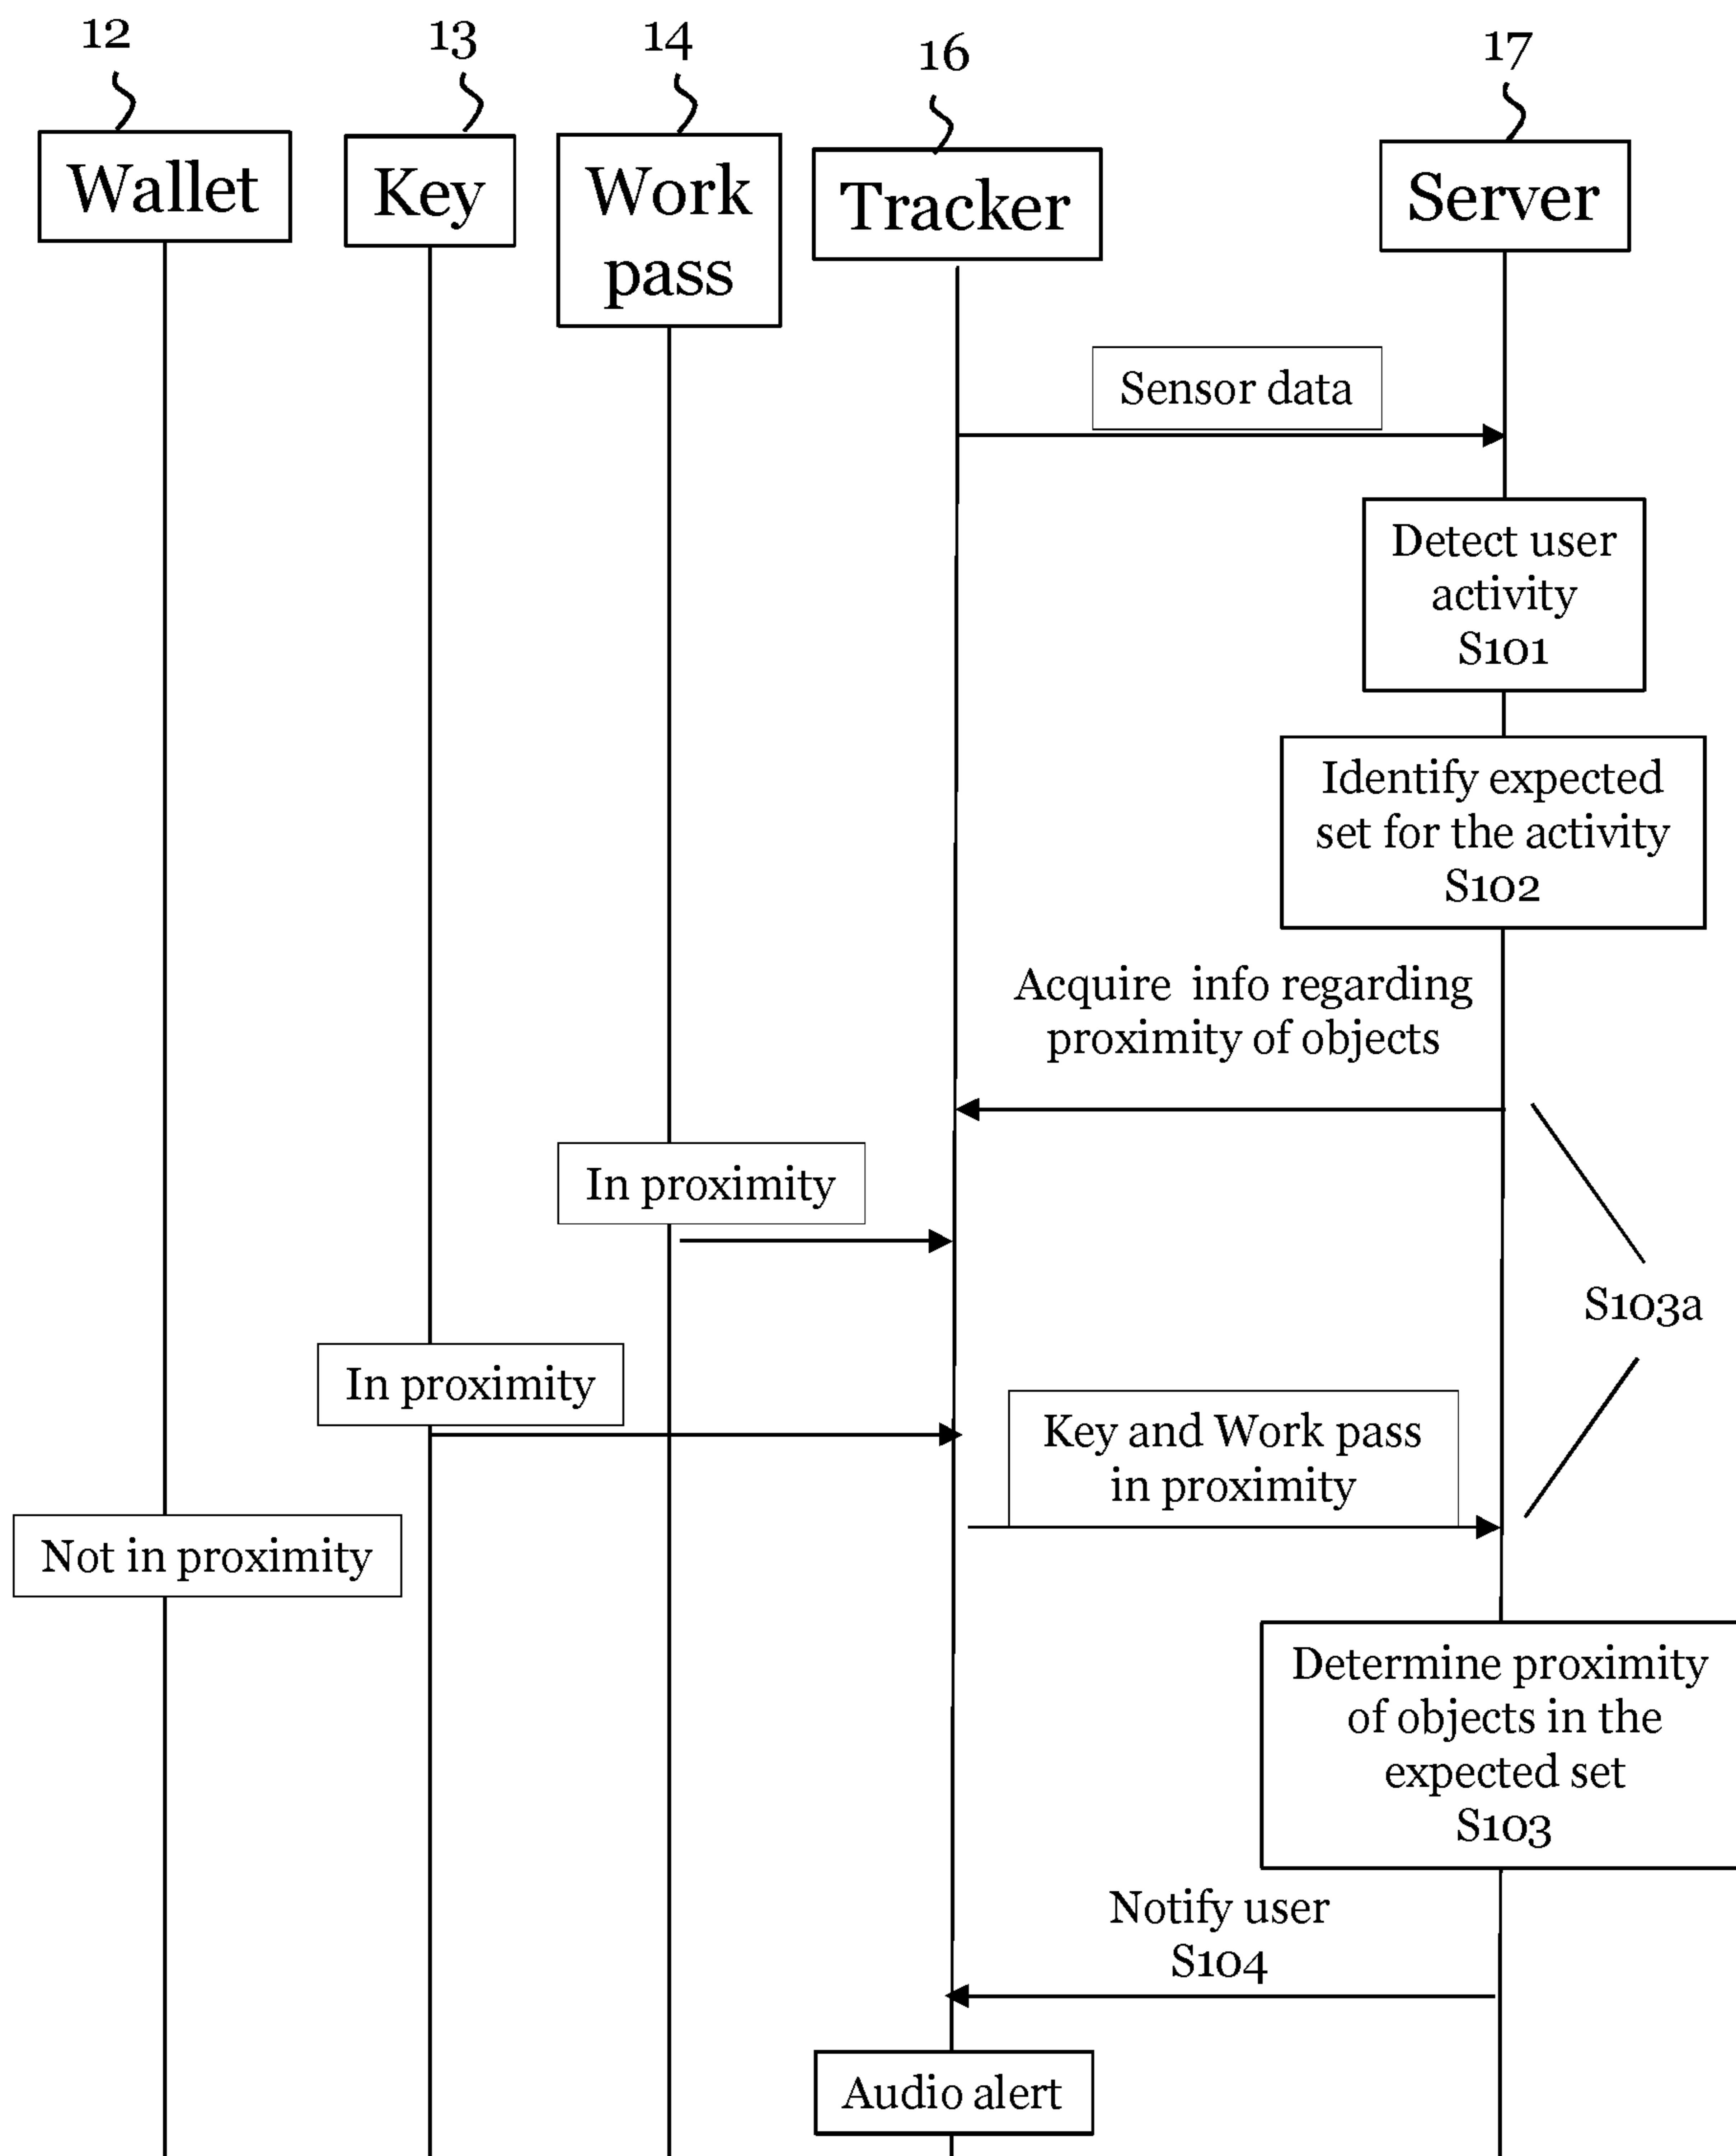 12
13
14
16
17
Wallet
Key
Work
pass
Tracker
Server
Sensor data
Detect user
activity
S101
Identify expected
set for the activity
S102
Acquire info regarding
proximity of objects
In proximity
S103a
In proximity
Key and Work pass
in proximity
Not in proximity
Determine proximity
of objects in the
expected set
S103
Notify user
S104
Audio alert